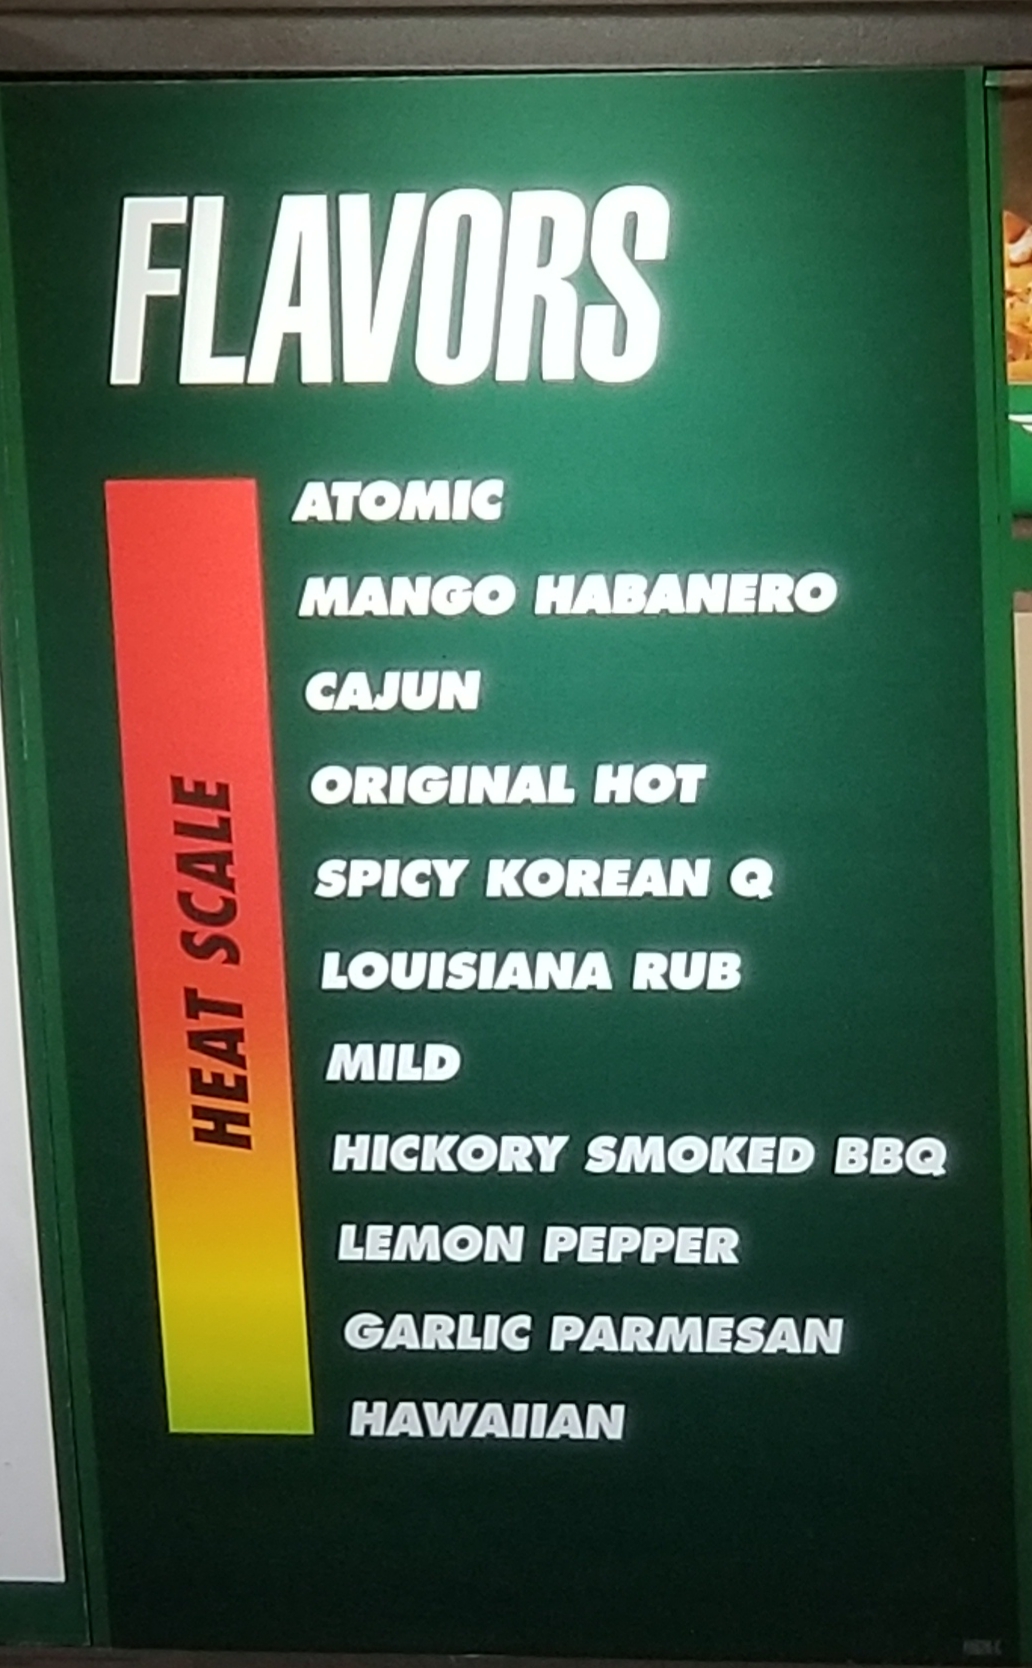 FLAVORS
HEAT SCALE
ATOMIC
MANGO HABANERO
CAJUN
ORIGINAL HOT
SPICY KOREAN Q
LOUISIANA RUB
MILD
HICKORY SMOKED BBQ
LEMON PEPPER
GARLIC PARMESAN
HAWAIIAN